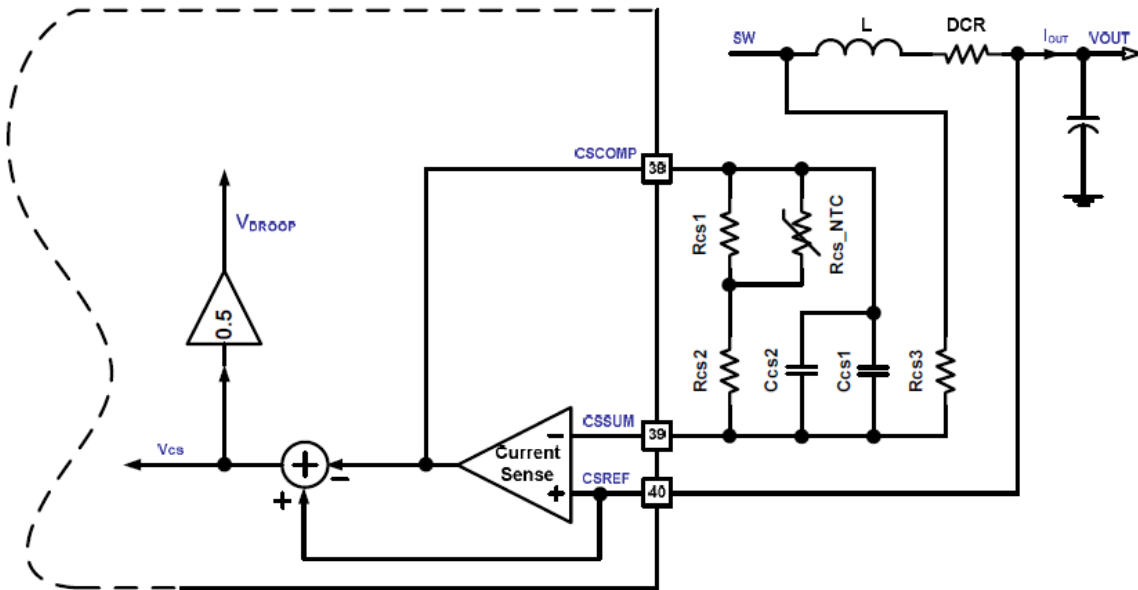 L
DCR
SW
IOUT
VOUT
CSCOMP
38
VDROOP
Rcs1
Rcs_NTC
0.5
Rcs2
Ccs2
Ccs1
Rcs3
CSSUM
39
Vcs
+
−
−
Current
Sense
CSREF
40
+
+